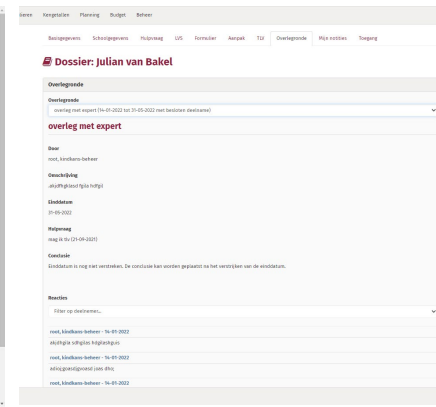 Kengetallen Planning Budget Beheer
Basisgegevens Schoolgegevens Hulpvraag LVS Formulier Aanpak TLV Overlegronde Mijn notities Toegang
Dossier: Julian van Bakel
Overlegronde
Overlegronde
overleg met expert (14-01-2022 tot 31-05-2022 met besloten deelname)
overleg met expert
Door
root, kindkans-beheer
Omschrijving
Einddatum
31-05-2022
Hulpvraag
mag ik tlv (21-09-2021)
Conclusie
Einddatum is nog niet verstreken. De conclusie kan worden geplaatst na het verstrijken van de einddatum.
Reacties
Filter op deelnemer...
root, kindkans-beheer - 14-01-2022
root, kindkans-beheer - 14-01-2022
root, kindkans-beheer - 14-01-2022